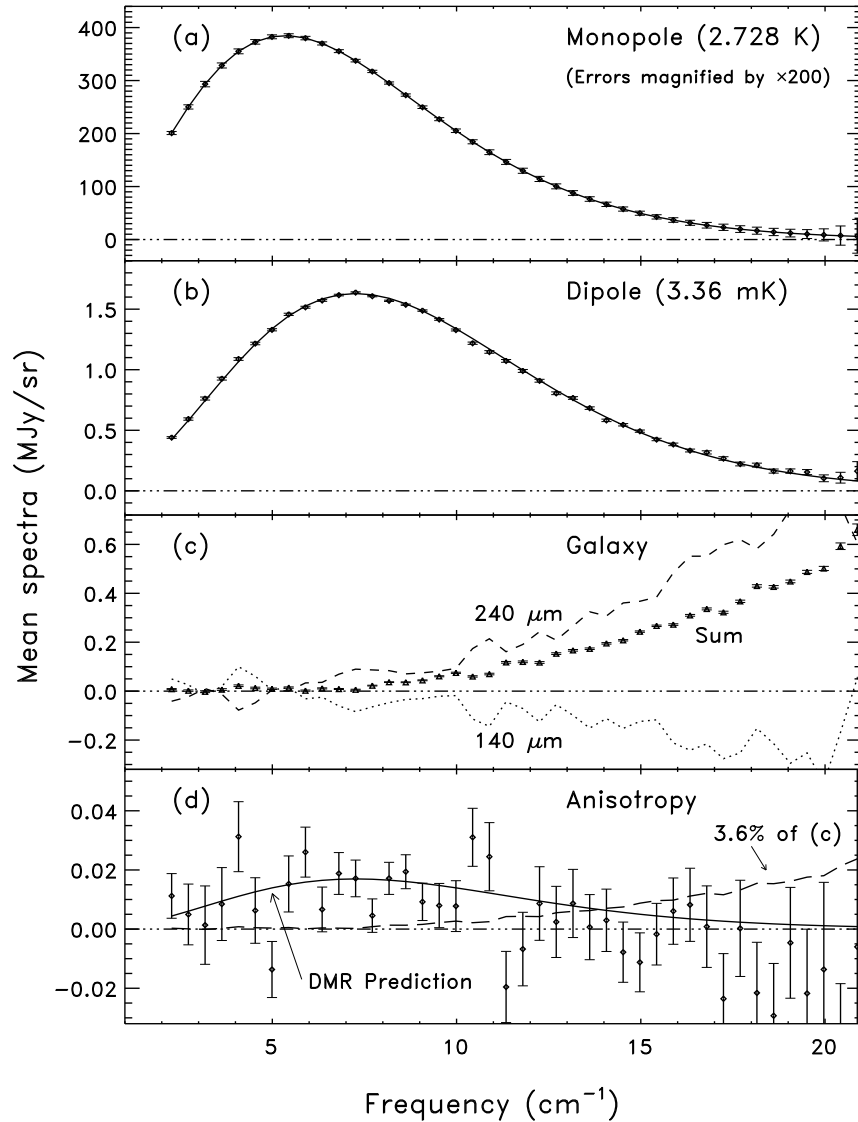 (a)
Monopole (2.728 K)
(Errors magnified by ×200)
400
300
200
100
0
(b)
Dipole (3.36 mK)
1.5
1.0
0.5
0.0
Mean spectra (MJy/sr)
(c)
Galaxy
0.6
0.4
0.2
0.0
−0.2
240 μm
Sum
140 μm
(d)
Anisotropy
3.6% of (c)
0.04
0.02
0.00
−0.02
DMR Prediction
5
10
15
20
Frequency (cm⁻¹)